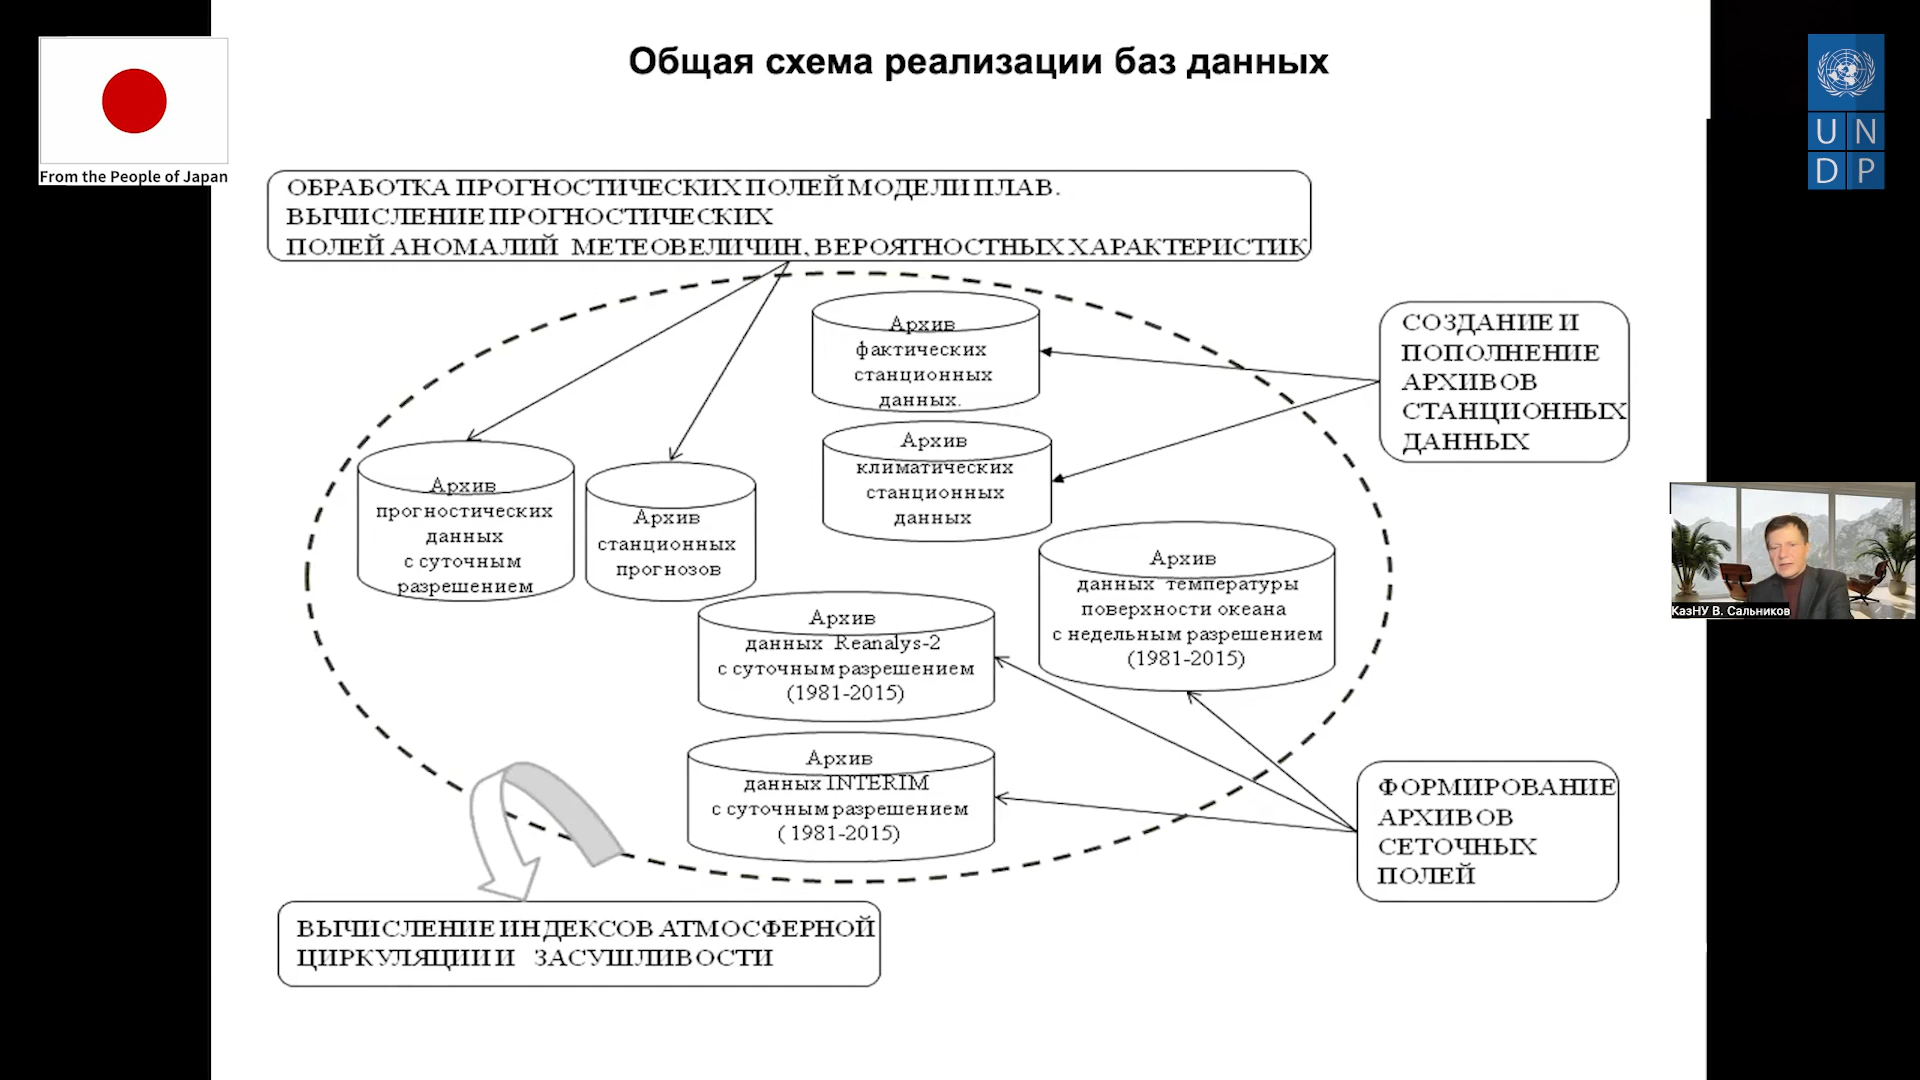 Общая схема реализации баз данных
From the People of Japan
U N
D P
ОБРАБОТКА ПРОГНОСТИЧЕСКИХ ПОЛЕЙ МОДЕЛИ ПЛАВ.
ВЫЧИСЛЕНИЕ ПРОГНОСТИЧЕСКИХ
ПОЛЕЙ АНОМАЛИЙ МЕТЕОВЕЛИЧИН, ВЕРОЯТНОСТНЫХ ХАРАКТЕРИСТИК
Архив
фактических
станционных
данных.
СОЗДАНИЕ И
ПОПОЛНЕНИЕ
АРХИВОВ
СТАНЦИОННЫХ
ДАННЫХ
Архив
климатических
станционных
данных
Архив
прогностических
данных
с суточным
разрешением
Архив
станционных
прогнозов
Архив
данных температуры
поверхности океана
с недельным разрешением
(1981-2015)
КазНУ В. Сальников
Архив
данных Reanalys-2
с суточным разрешением
(1981-2015)
Архив
данных INTERIM
с суточным разрешением
( 1981-2015)
ФОРМИРОВАНИЕ
АРХИВОВ
СЕТОЧНЫХ
ПОЛЕЙ
ВЫЧИСЛЕНИЕ ИНДЕКСОВ АТМОСФЕРНОЙ
ЦИРКУЛЯЦИИ И ЗАСУШЛИВОСТИ